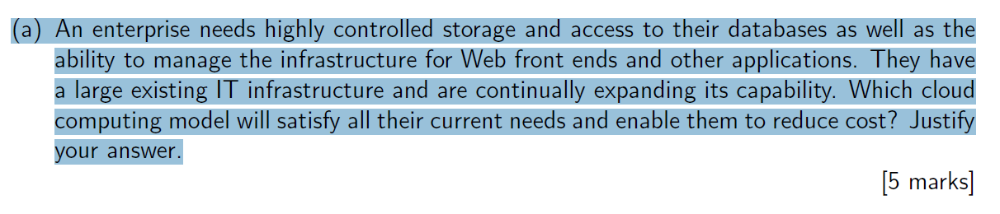 (a) An enterprise needs highly controlled storage and access to their databases as well as the
ability to manage the infrastructure for Web front ends and other applications. They have
a large existing IT infrastructure and are continually expanding its capability. Which cloud
computing model will satisfy all their current needs and enable them to reduce cost? Justify
your answer.
[5 marks]